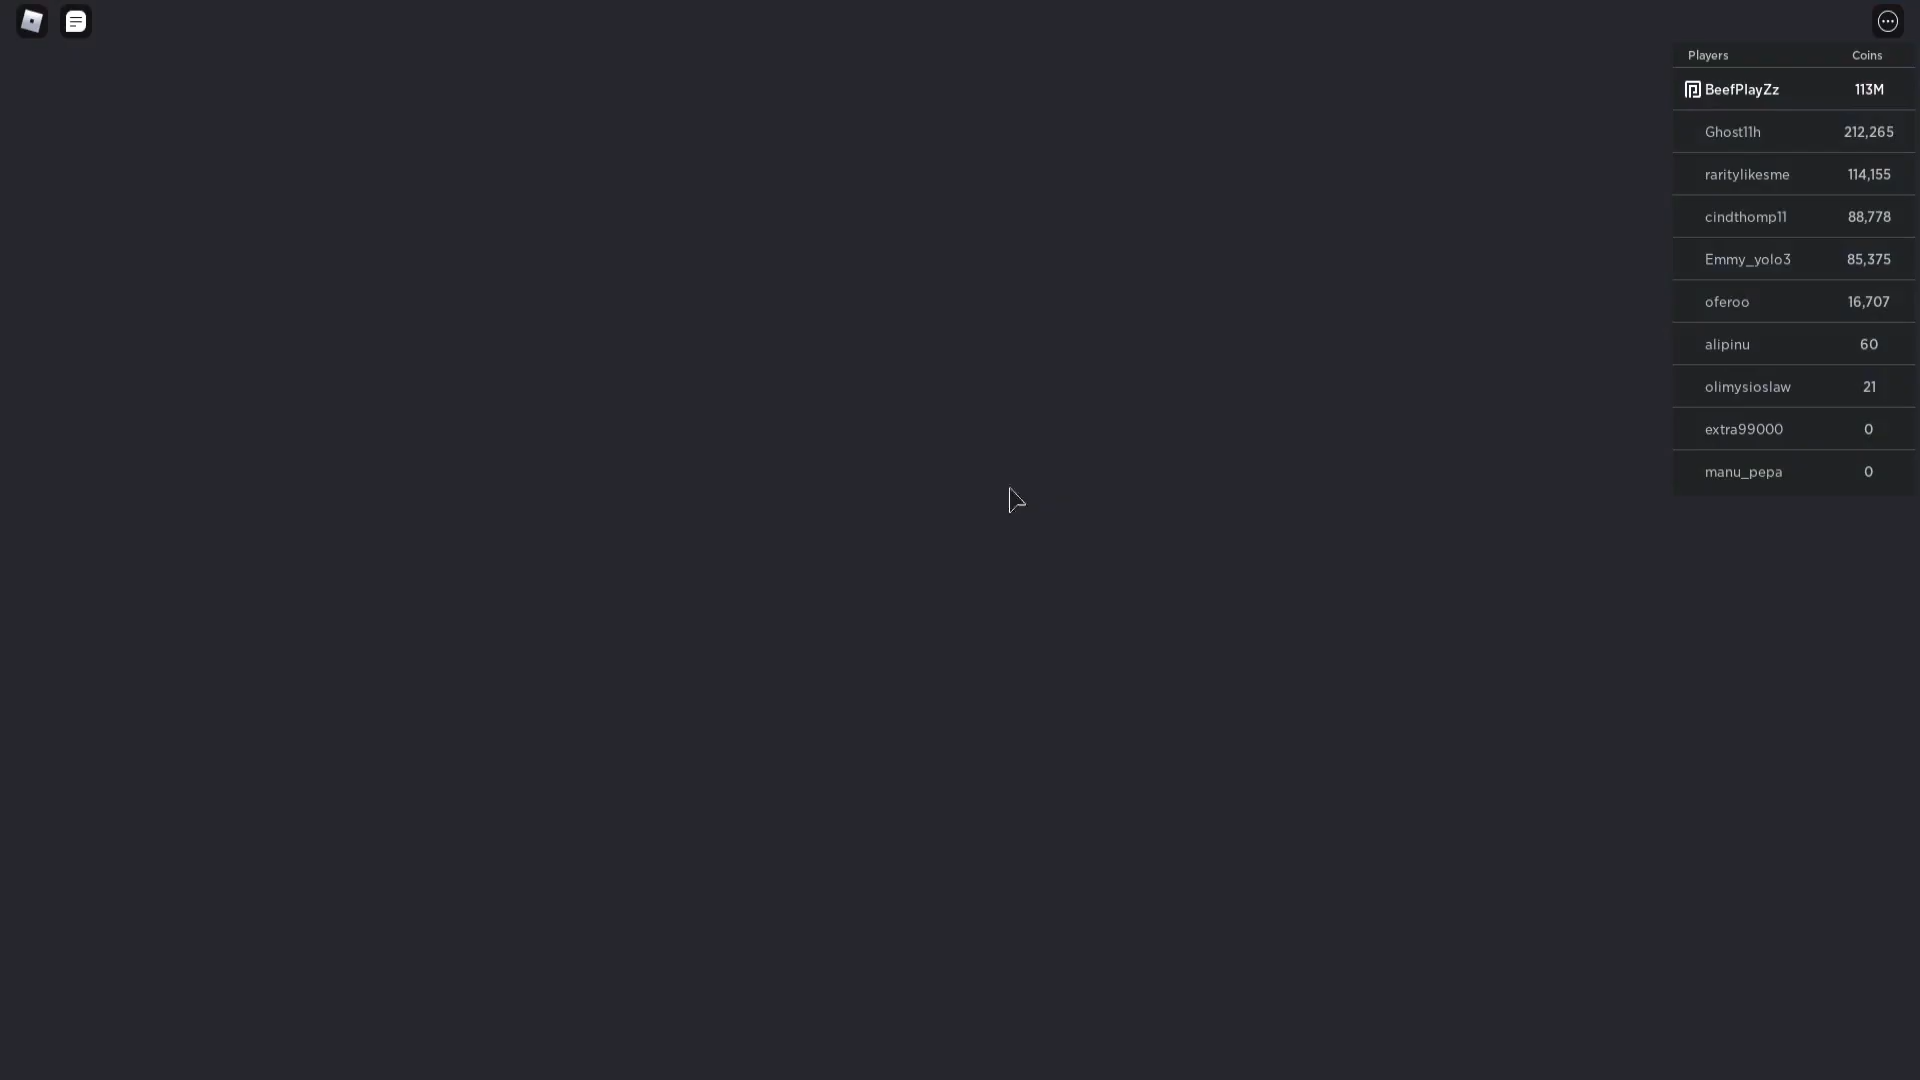 Players Coins
BeefPlayZz 113M
Ghost11h 212,265
raritylikesme 114,155
cindthomp11 88,778
Emmy_yolo3 85,375
oferoo 16,707
alipinu 60
olimysioslaw 21
extra99000 0
manu_pepa 0